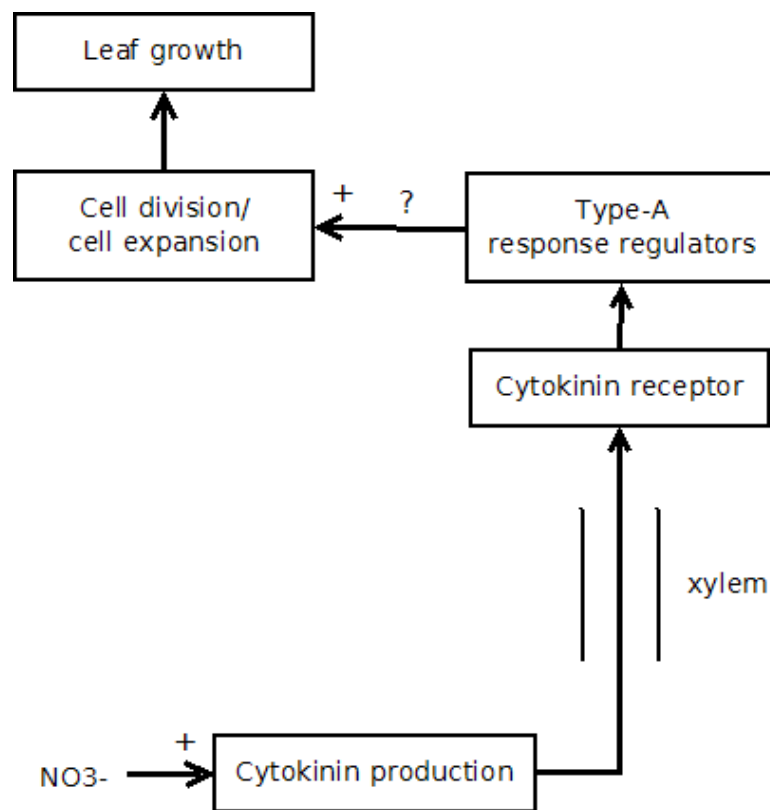 Leaf growth
Cell division/
cell expansion
+
?
Type-A
response regulators
Cytokinin receptor
xylem
NO3-
+
Cytokinin production